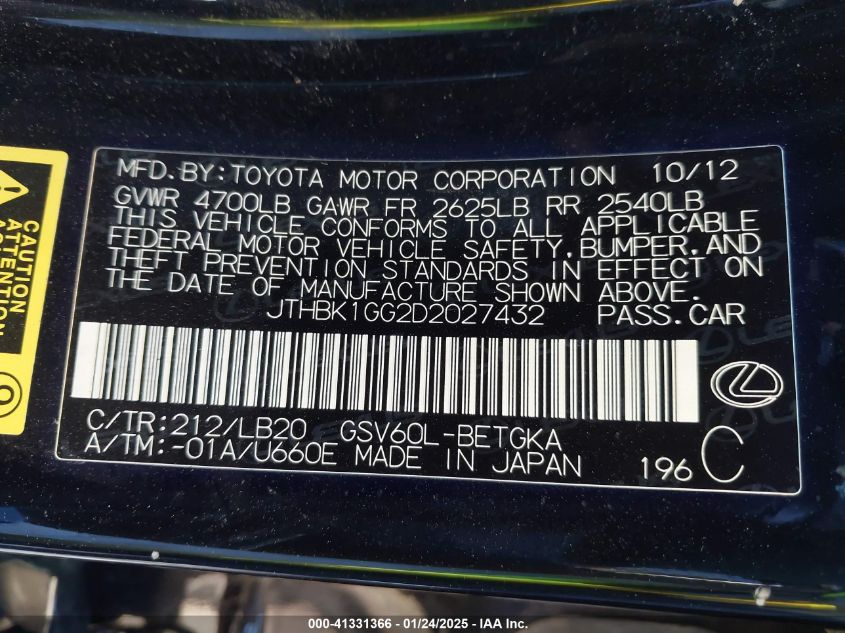 MFD.BY:TOYOTA MOTOR CORPORATION 10/12
GVWR 4700LB GAWR FR 2625LB RR 2540LB
THIS VEHICLE CONFORMS TO ALL APPLICABLE
FEDERAL MOTOR VEHICLE SAFETY,BUMPER,AND
THEFT PREVENTION STANDARDS IN EFFECT ON
THE DATE OF MANUFACTURE SHOWN ABOVE.
JTHBK1GG2D2027432 PASS.CAR
C/TR:212/LB20 GSV60L-BETGKA
A/TM:-01A/U660E MADE IN JAPAN 196 C
CAUTION
ATTENTION
000-41331366 - 01/24/2025 - IAA Inc.